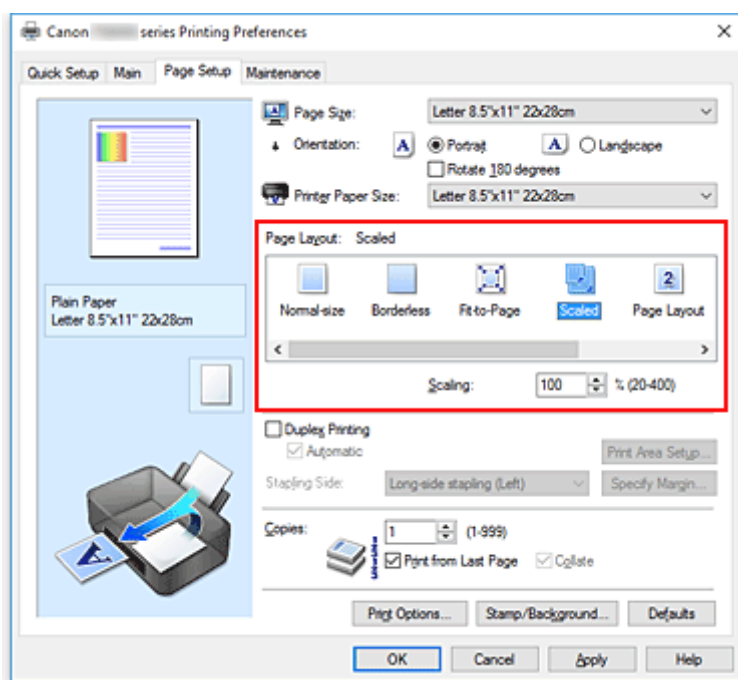 Canon series Printing Preferences
Quick Setup Main Page Setup Maintenance
Page Size: Letter 8.5"x11" 22x28cm
Orientation: A Portrait A Landscape
Rotate 180 degrees
Printer Paper Size: Letter 8.5"x11" 22x28cm
Page Layout: Scaled
Normal-size Borderless Fit-to-Page Scaled 2 Page Layout
Scaling: 100 % (20-400)
Plain Paper
Letter 8.5"x11" 22x28cm
Duplex Printing
Automatic
Print Area Setup...
Stapling Side: Long-side stapling (Left) Specify Margin...
Copies: 1 (1-999)
Print from Last Page Collate
A
Print Options... Stamp/Background... Defaults
OK Cancel Apply Help